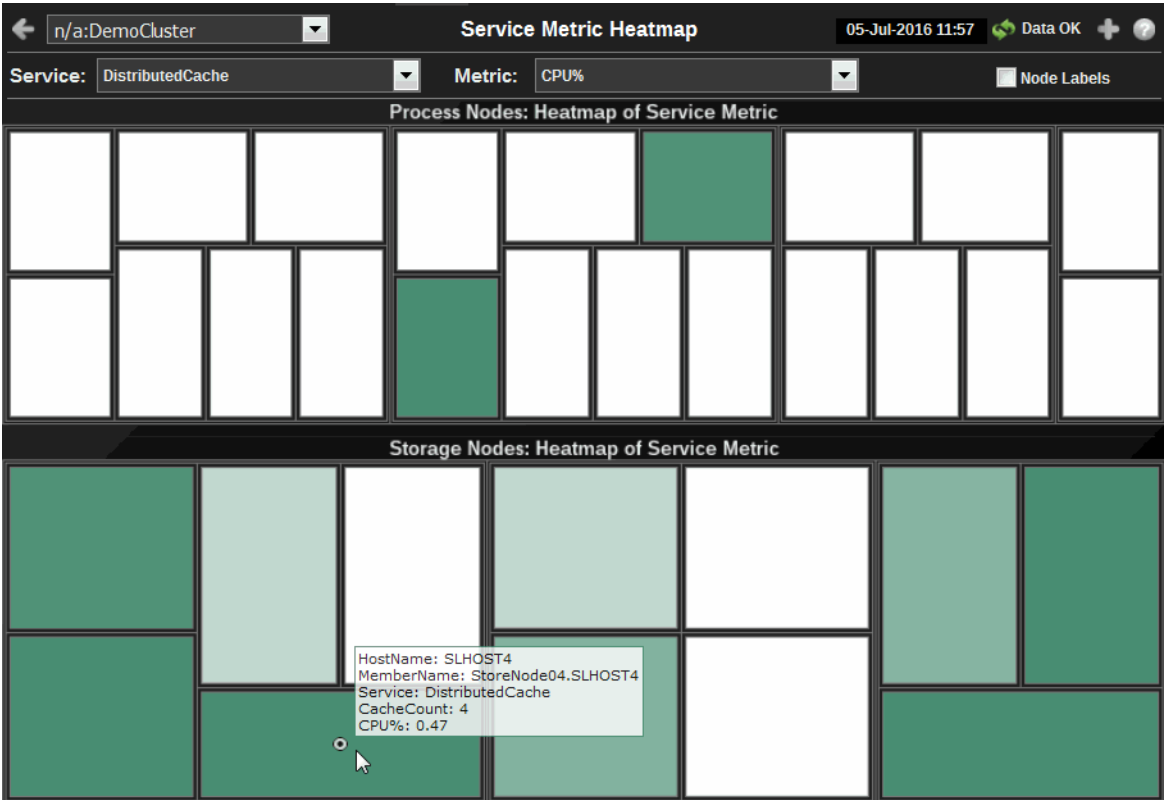 n/a:DemoCluster Service Metric Heatmap 05-Jul-2016 11:57 Data OK
Service: DistributedCache Metric: CPU% Node Labels
Process Nodes: Heatmap of Service Metric
Storage Nodes: Heatmap of Service Metric
HostName: SLHOST4
MemberName: StoreNode04.SLHOST4
Service: DistributedCache
CacheCount: 4
CPU%: 0.47